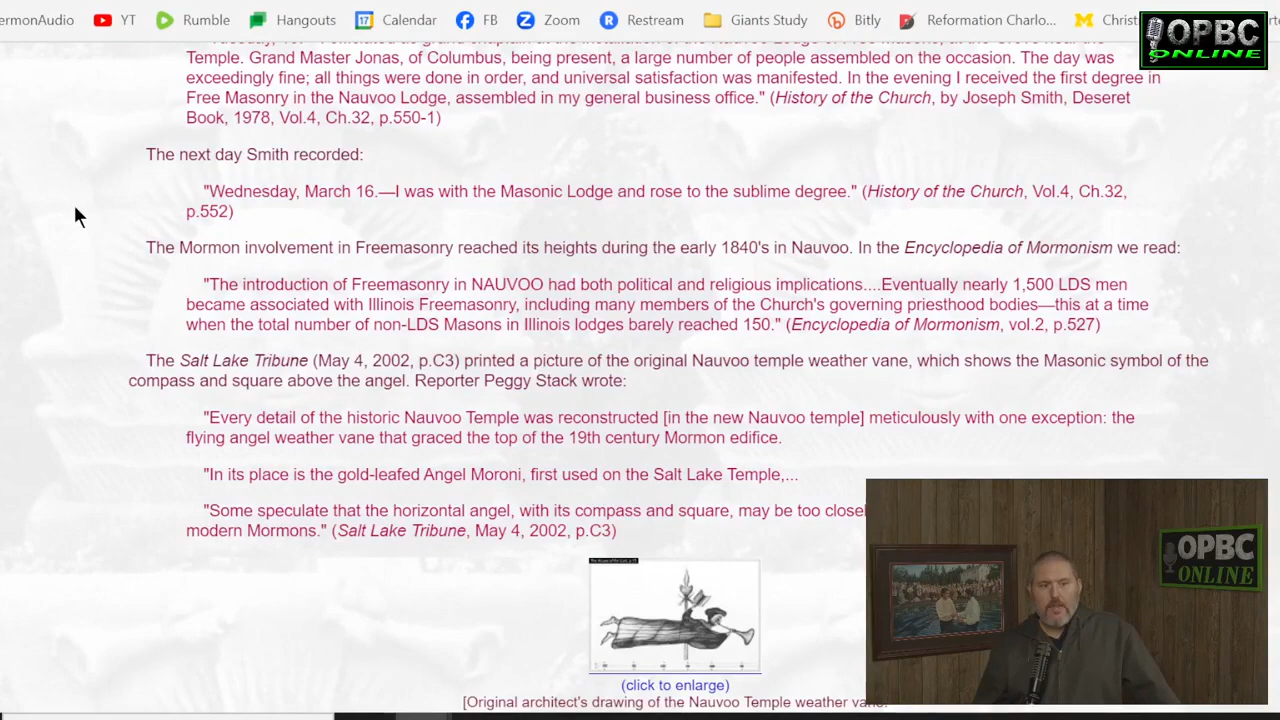 ermonAudio YT Rumble Hangouts 17 Calendar FB Zoom Restream Giants Study Bitly Reformation Charlo... Christ
OPBC
ONLINE
Temple. Grand Master Jonas, of Columbus, being present, a large number of people assembled on the occasion. The day was
exceedingly fine; all things were done in order, and universal satisfaction was manifested. In the evening I received the first degree in
Free Masonry in the Nauvoo Lodge, assembled in my general business office." (History of the Church, by Joseph Smith, Deseret
Book, 1978, Vol.4, Ch.32, p.550-1)
The next day Smith recorded:
"Wednesday, March 16.—I was with the Masonic Lodge and rose to the sublime degree." (History of the Church, Vol.4, Ch.32,
p.552)
The Mormon involvement in Freemasonry reached its heights during the early 1840's in Nauvoo. In the Encyclopedia of Mormonism we read:
"The introduction of Freemasonry in NAUVOO had both political and religious implications....Eventually nearly 1,500 LDS men
became associated with Illinois Freemasonry, including many members of the Church's governing priesthood bodies—this at a time
when the total number of non-LDS Masons in Illinois lodges barely reached 150." (Encyclopedia of Mormonism, vol.2, p.527)
The Salt Lake Tribune (May 4, 2002, p.C3) printed a picture of the original Nauvoo temple weather vane, which shows the Masonic symbol of the
compass and square above the angel. Reporter Peggy Stack wrote:
"Every detail of the historic Nauvoo Temple was reconstructed [in the new Nauvoo temple] meticulously with one exception: the
flying angel weather vane that graced the top of the 19th century Mormon edifice.
"In its place is the gold-leafed Angel Moroni, first used on the Salt Lake Temple,...
"Some speculate that the horizontal angel, with its compass and square, may be too closel
modern Mormons." (Salt Lake Tribune, May 4, 2002, p.C3)
(click to enlarge)
[Original architect's drawing of the Nauvoo Temple weather vane.
OPBC
ONLINE